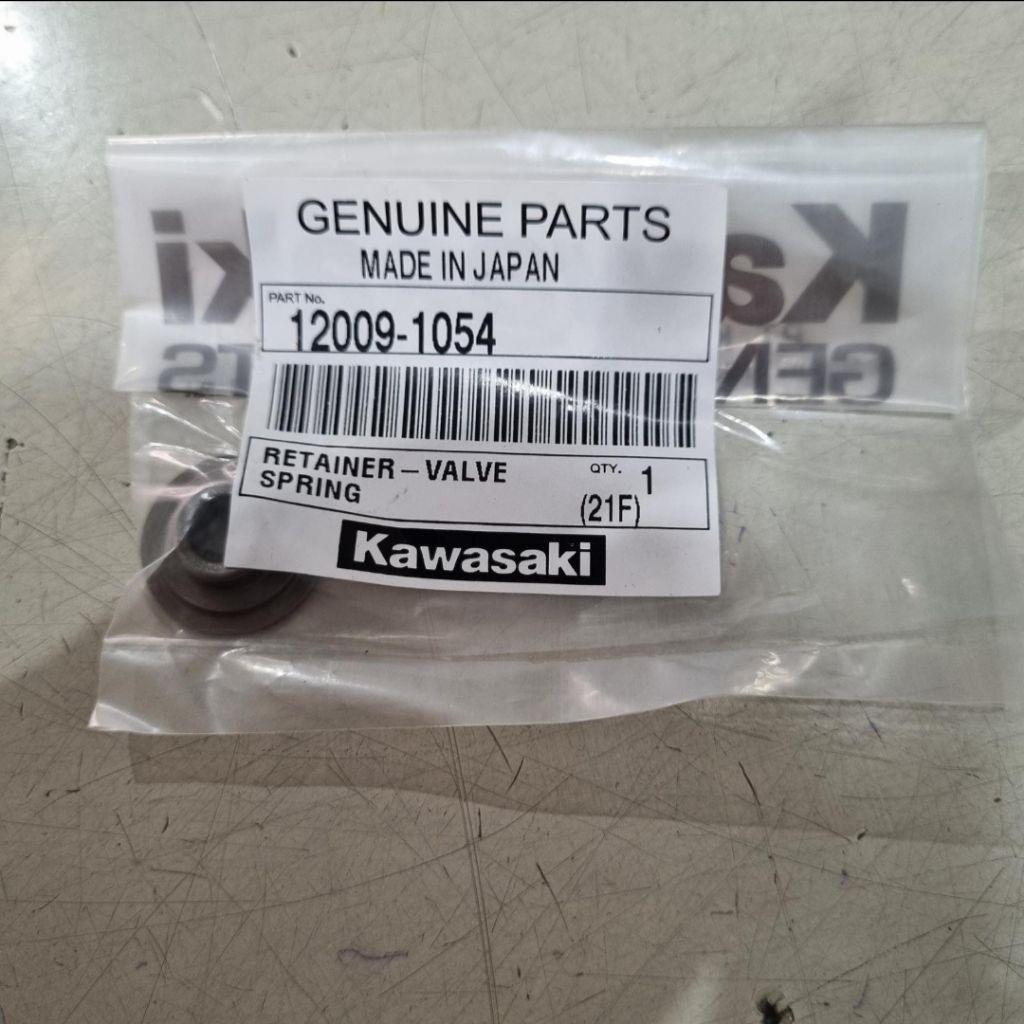 GENUINE PARTS
MADE IN JAPAN
PART No.
12009-1054
RETAINER – VALVE
SPRING
QTY. 1
(21F)
Kawasaki